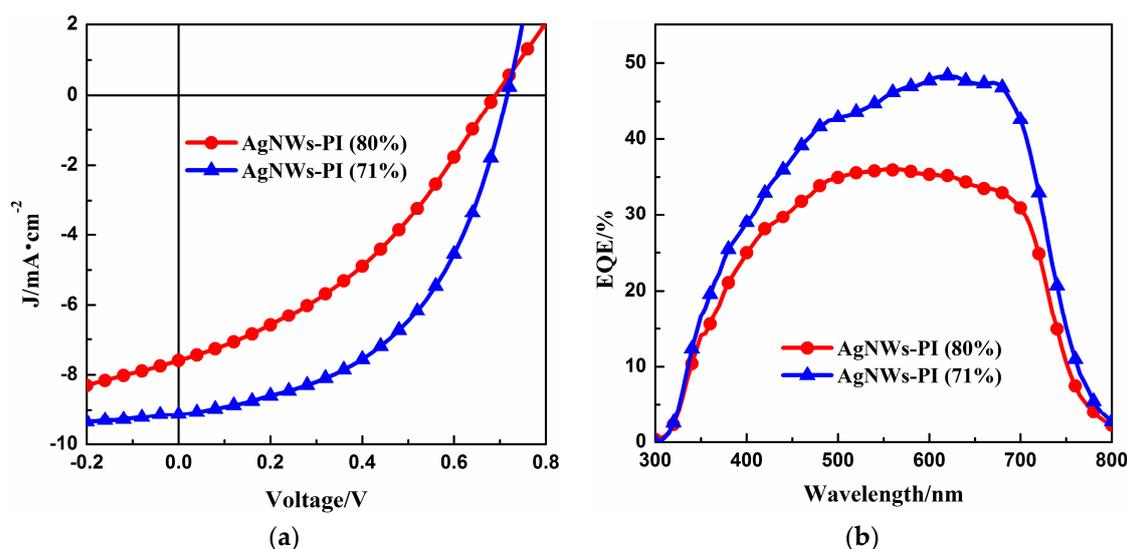 2
0
-2
-4
-6
-8
-10
J/mA•cm⁻²
AgNWs-PI (80%)
AgNWs-PI (71%)
-0.2 0.0 0.2 0.4 0.6 0.8
Voltage/V
(a)
50
40
30
20
10
0
EQE/%
AgNWs-PI (80%)
AgNWs-PI (71%)
300 400 500 600 700 800
Wavelength/nm
(b)